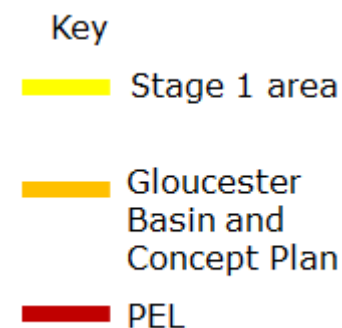 Key
Stage 1 area
Gloucester
Basin and
Concept Plan
PEL